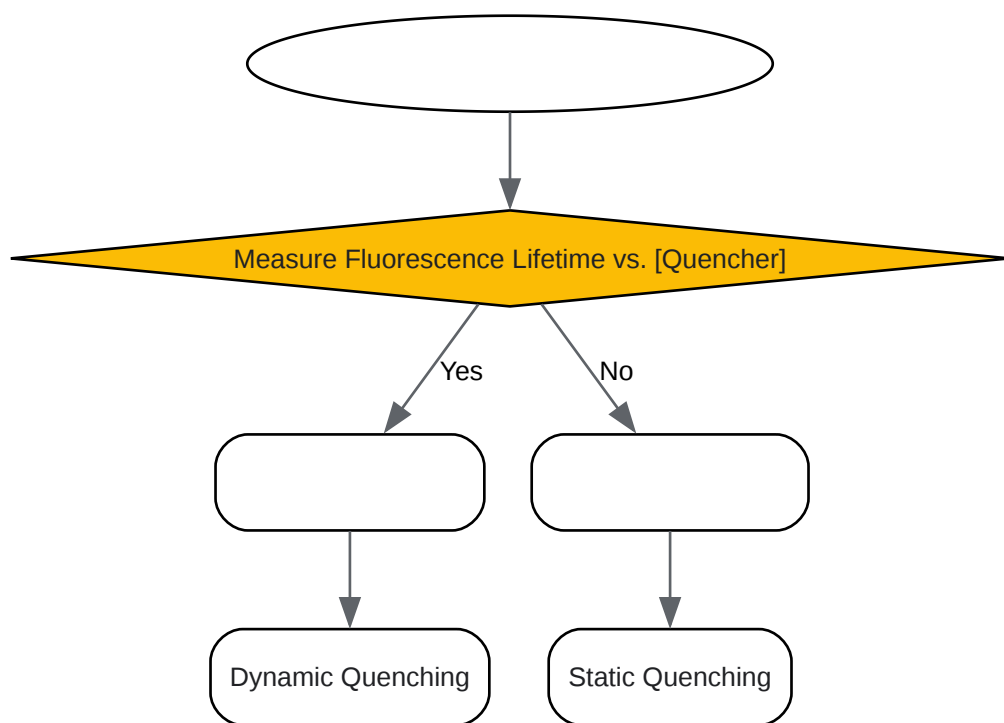 Measure Fluorescence Lifetime vs. [Quencher]
Yes
No
Dynamic Quenching
Static Quenching